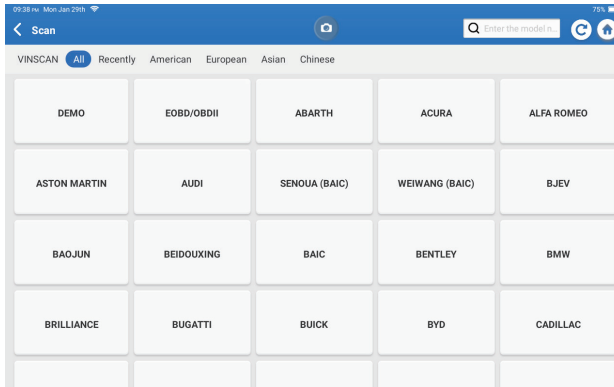 09:38 PM Mon Jan 29th 75%
Scan Enter the model n...
VINSCAN All Recently American European Asian Chinese
DEMO EOBD/OBDII ABARTH ACURA ALFA ROMEO
ASTON MARTIN AUDI SENOUA (BAIC) WEIWANG (BAIC) BJEV
BAOJUN BEIDOUXING BAIC BENTLEY BMW
BRILLIANCE BUGATTI BUICK BYD CADILLAC